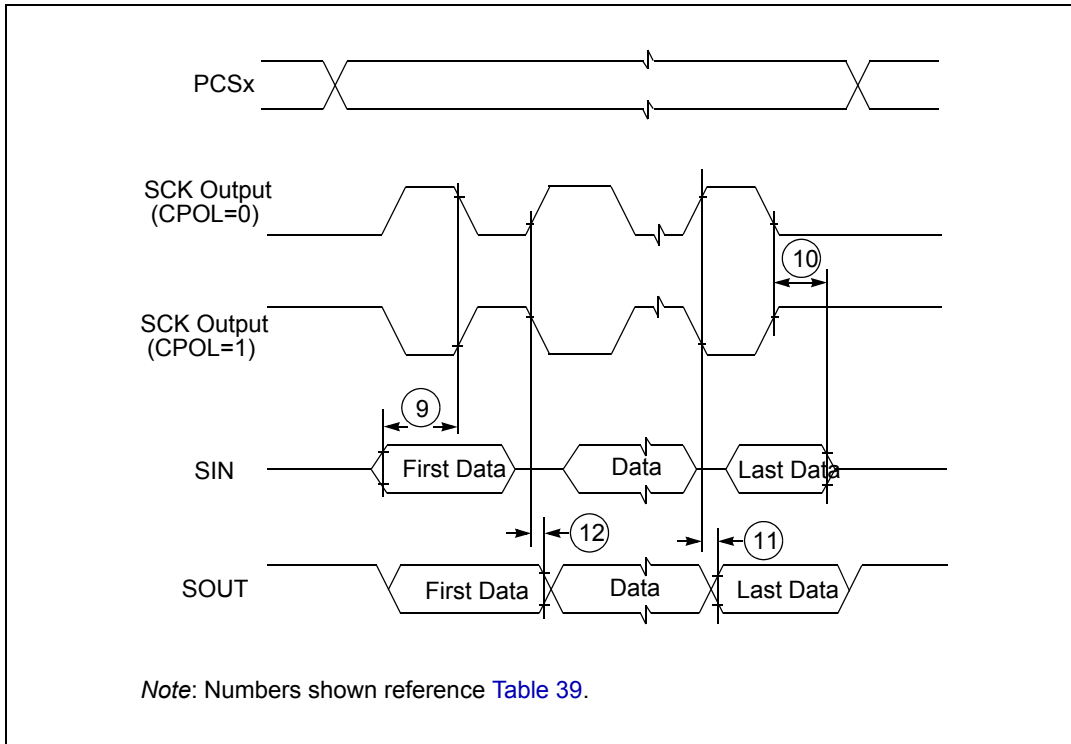 PCSx
SCK Output
(CPOL=0)
10
SCK Output
(CPOL=1)
9
SIN
First Data
Data
Last Data
12
11
SOUT
First Data
Data
Last Data
Note: Numbers shown reference Table 39.